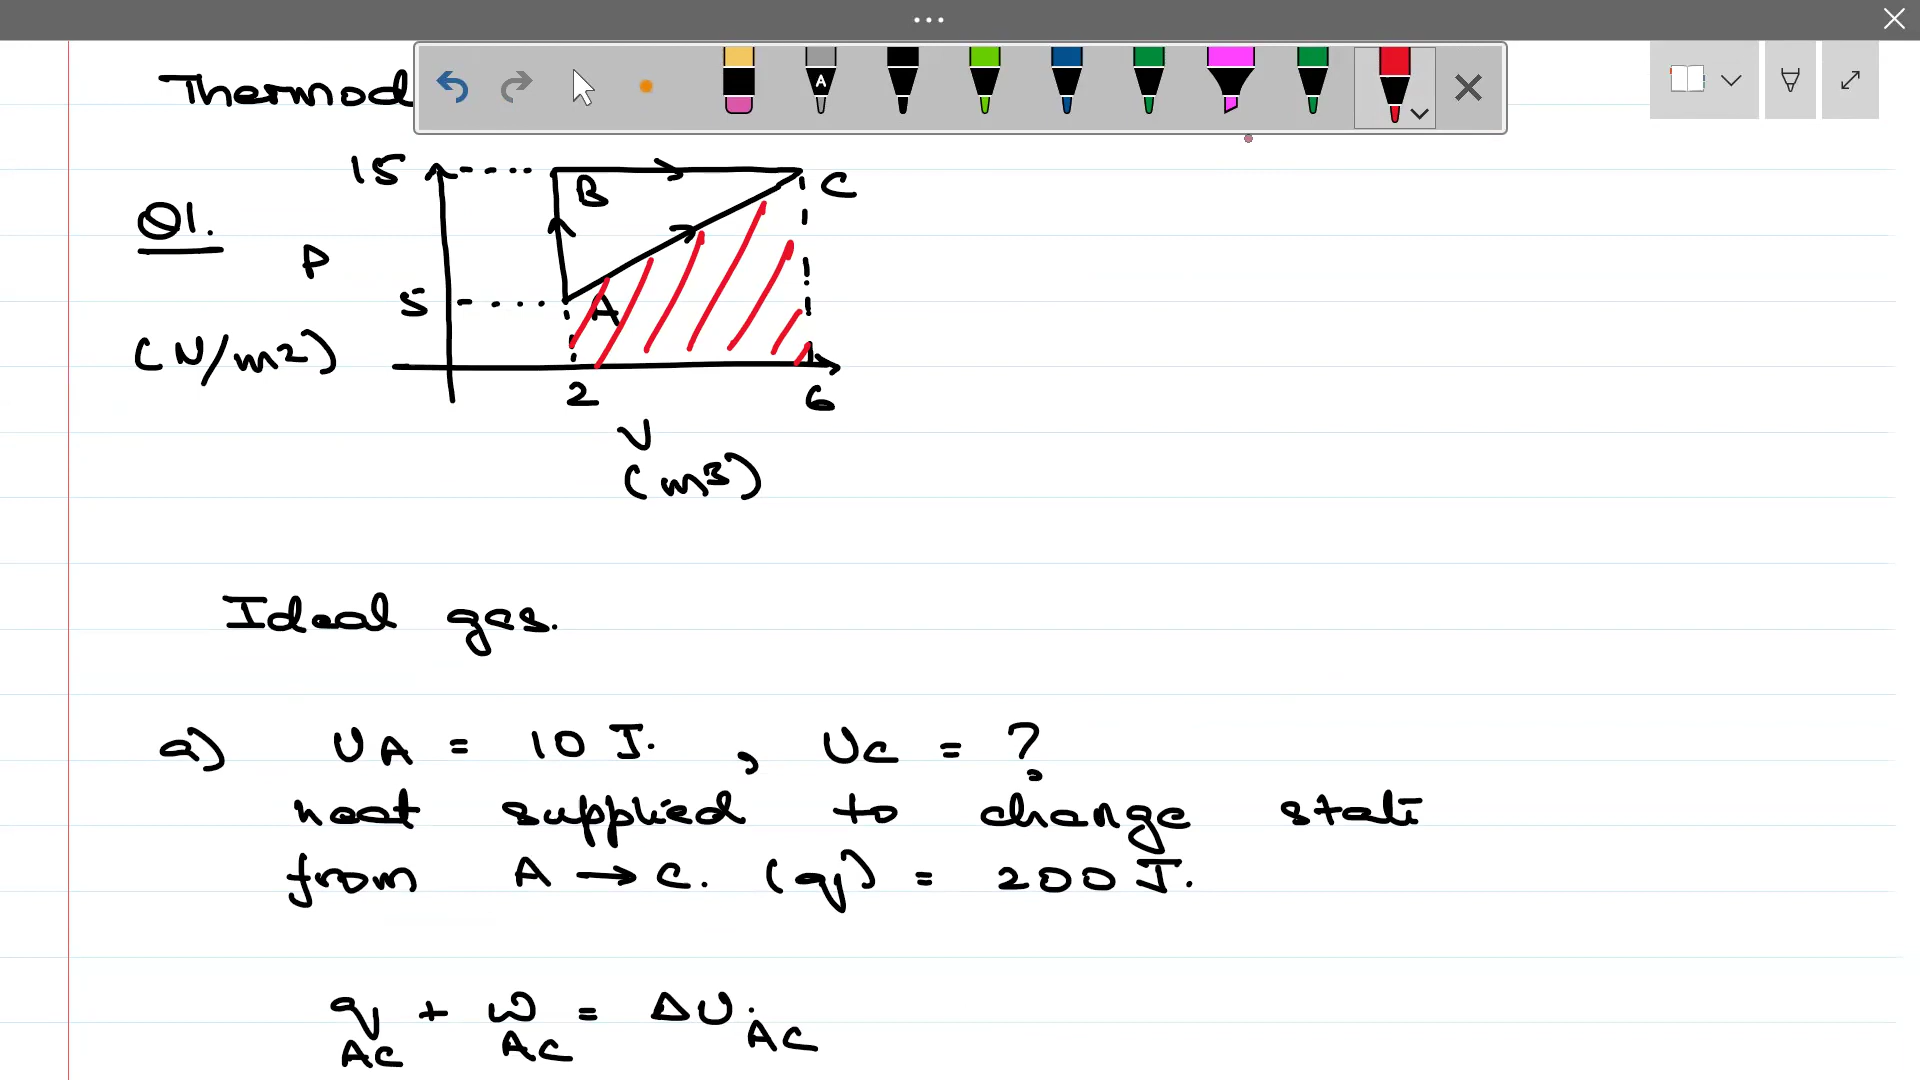 Thermod
15
B
C
Q1.
P
5
A
(N/m2)
2
6
V
(m3)
Ideal gas.
a) UA = 10 J. , UC = ?
heat supplied to change state
from A → C. (q) = 200 J.
q + w = ΔU.
AC AC AC